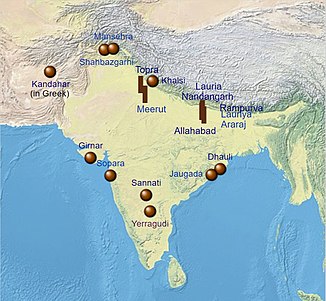 Mansehra
Shahbazgarhi
Kandahar
(in Greek)
Topra
Khalsi
Meerut
Lauria
Nandangarh
Rampurva
Lauriya
Araraj
Allahabad
Girnar
Sopara
Dhauli
Jaugada
Sannati
Yerragudi